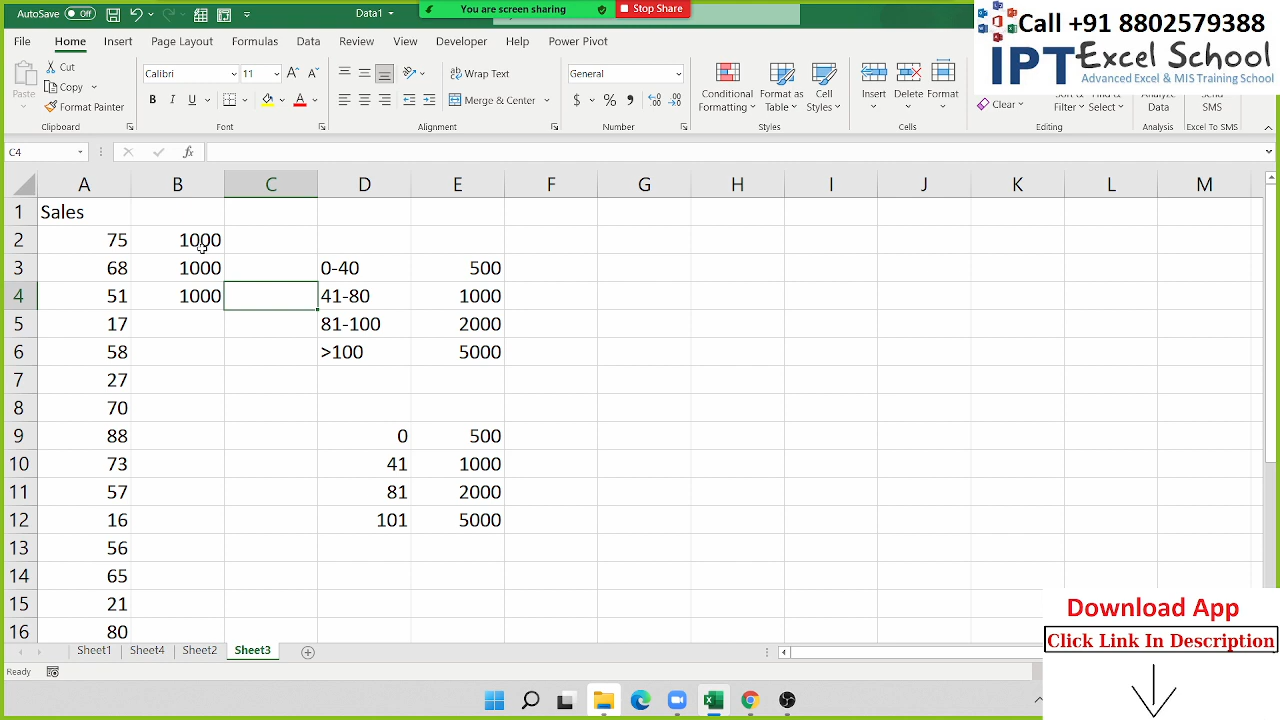 AutoSave Off Data1
You are screen sharing Stop Share
Call +91 8802579388
IPT Excel School
Advanced Excel & MIS Training School
File Home Insert Page Layout Formulas Data Review View Developer Help Power Pivot
Paste Cut Copy Format Painter Clipboard
Calibri 11 B I U A Font
Wrap Text Merge & Center Alignment
General $ % , Number
Conditional Formatting Format as Table Cell Styles Styles
Insert Delete Format Cells
Clear Filter Select Editing
Data Analysis
SMS Excel To SMS
C4 fx
A B C D E F G H I J K L M
1 Sales
2 75 1000
3 68 1000 0-40 500
4 51 1000 41-80 1000
5 17 81-100 2000
6 58 >100 5000
7 27
8 70
9 88 0 500
10 73 41 1000
11 57 81 2000
12 16 101 5000
13 56
14 65
15 21
16 80
Sheet1 Sheet4 Sheet2 Sheet3
Ready
Download App
Click Link In Description